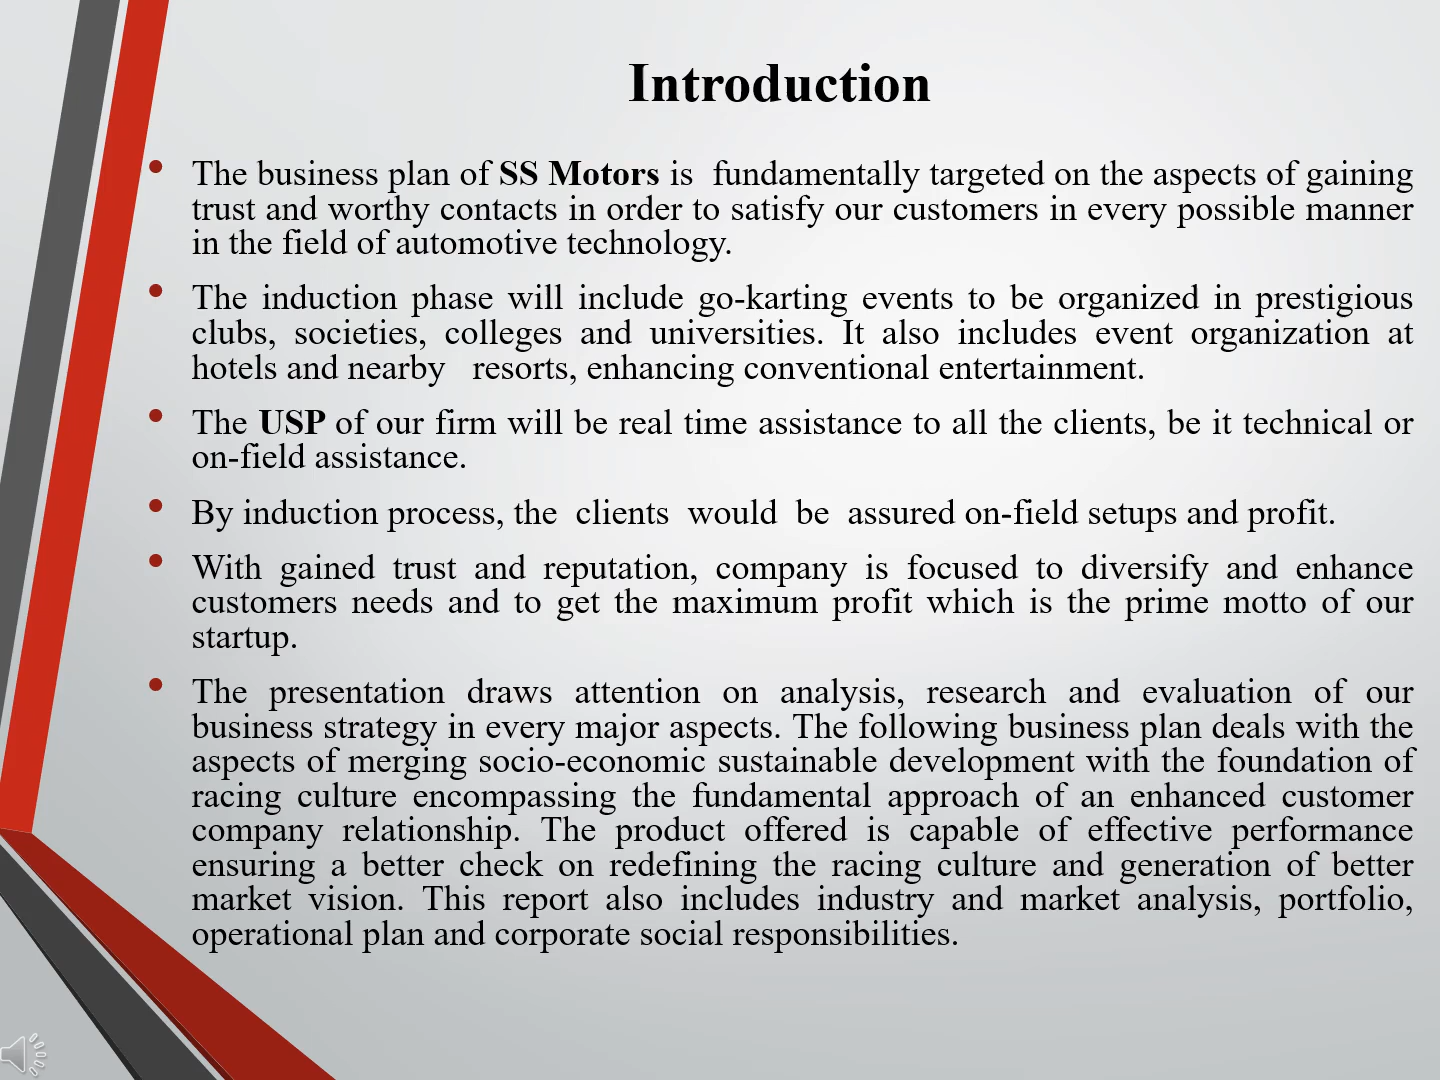 Introduction
• The business plan of SS Motors is fundamentally targeted on the aspects of gaining
trust and worthy contacts in order to satisfy our customers in every possible manner
in the field of automotive technology.
• The induction phase will include go-karting events to be organized in prestigious
clubs, societies, colleges and universities. It also includes event organization at
hotels and nearby resorts, enhancing conventional entertainment.
• The USP of our firm will be real time assistance to all the clients, be it technical or
on-field assistance.
• By induction process, the clients would be assured on-field setups and profit.
• With gained trust and reputation, company is focused to diversify and enhance
customers needs and to get the maximum profit which is the prime motto of our
startup.
• The presentation draws attention on analysis, research and evaluation of our
business strategy in every major aspects. The following business plan deals with the
aspects of merging socio-economic sustainable development with the foundation of
racing culture encompassing the fundamental approach of an enhanced customer
company relationship. The product offered is capable of effective performance
ensuring a better check on redefining the racing culture and generation of better
market vision. This report also includes industry and market analysis, portfolio,
operational plan and corporate social responsibilities.